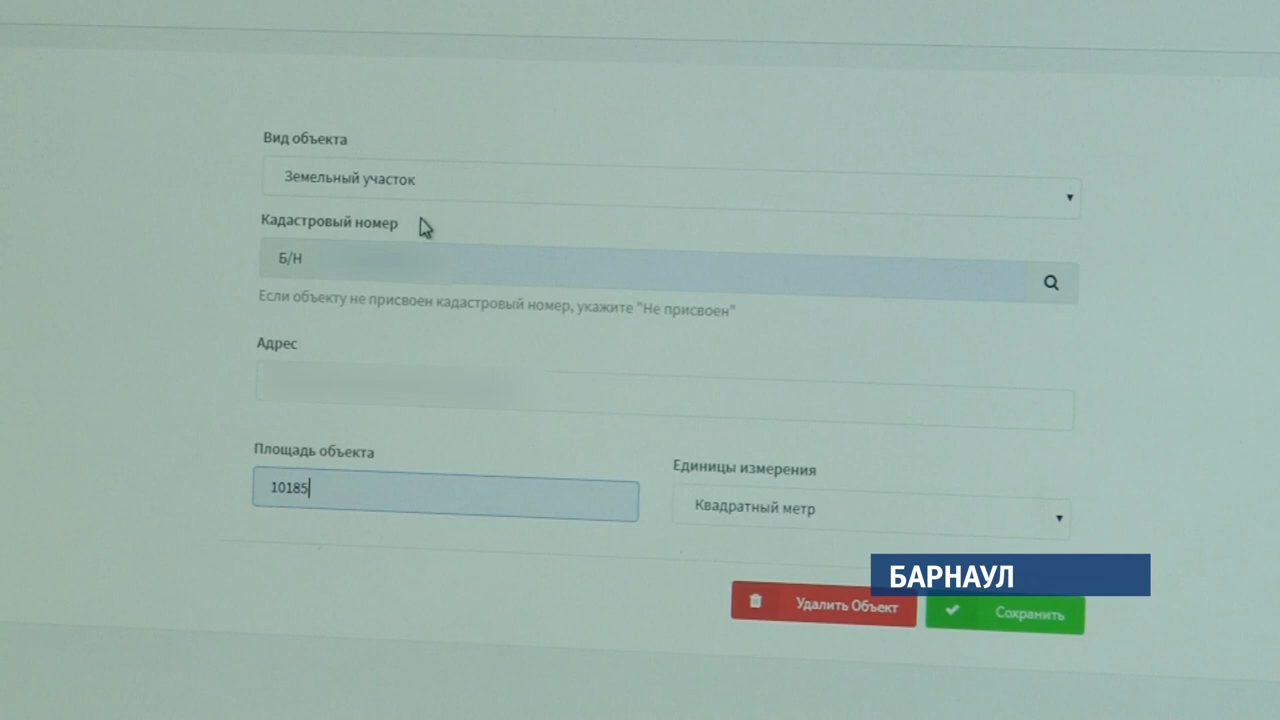 Вид объекта
Земельный участок
Кадастровый номер
Б/Н
Если объекту не присвоен кадастровый номер, укажите "Не присвоен"
Адрес
Площадь объекта
10185
Единицы измерения
Квадратный метр
БАРНАУЛ
Удалить Объект
Сохранить